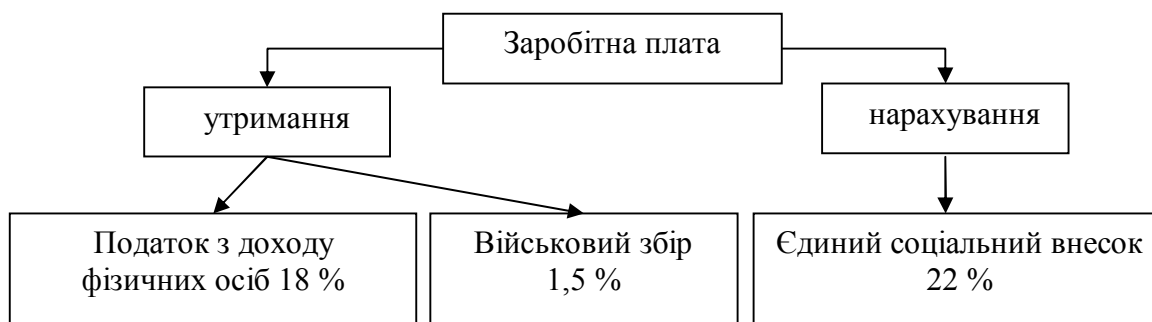 Заробітна плата
утримання
нарахування
Податок з доходу
фізичних осіб 18 %
Військовий збір
1,5 %
Єдиний соціальний внесок
22 %